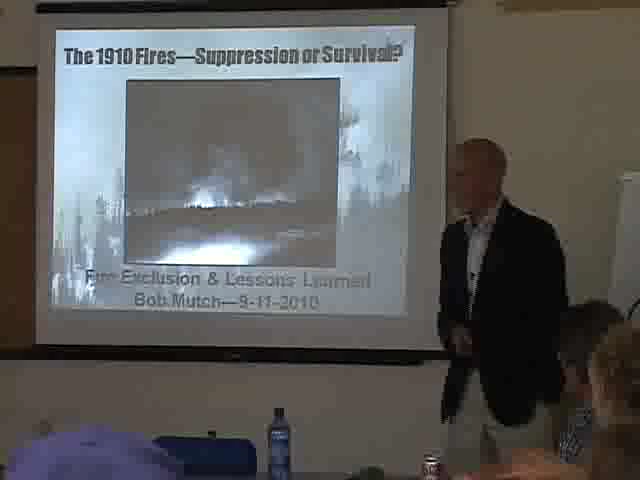 The 1910 Fires—Suppression or Survival?
Fire Exclusion & Lessons Learned
Bob Mutch—9-11-2010